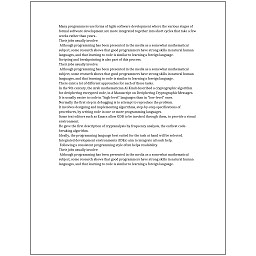 Many programmers use forms of Agile software development where the various stages of
formal software development are more integrated together into short cycles that take a few
weeks rather than years.
Their jobs usually involve:
Although programming has been presented in the media as a somewhat mathematical
subject, some research shows that good programmers have strong skills in natural human
languages, and that learning to code is similar to learning a foreign language.
Scripting and breakpointing is also part of this process.
Their jobs usually involve:
Although programming has been presented in the media as a somewhat mathematical
subject, some research shows that good programmers have strong skills in natural human
languages, and that learning to code is similar to learning a foreign language.
There exist a lot of different approaches for each of those tasks.
In the 9th century, the Arab mathematician Al-Kindi described a cryptographic algorithm
for deciphering encrypted code, in A Manuscript on Deciphering Cryptographic Messages.
It is usually easier to code in "high-level" languages than in "low-level" ones.
Normally the first step in debugging is to attempt to reproduce the problem.
It involves designing and implementing algorithms, step-by-step specifications of
procedures, by writing code in one or more programming languages.
Some text editors such as Emacs allow GDB to be invoked through them, to provide a visual
environment.
He gave the first description of cryptanalysis by frequency analysis, the earliest code-
breaking algorithm.
Ideally, the programming language best suited for the task at hand will be selected.
Integrated development environments (IDEs) aim to integrate all such help.
Following a consistent programming style often helps readability.
Their jobs usually involve:
Although programming has been presented in the media as a somewhat mathematical
subject, some research shows that good programmers have strong skills in natural human
languages, and that learning to code is similar to learning a foreign language.